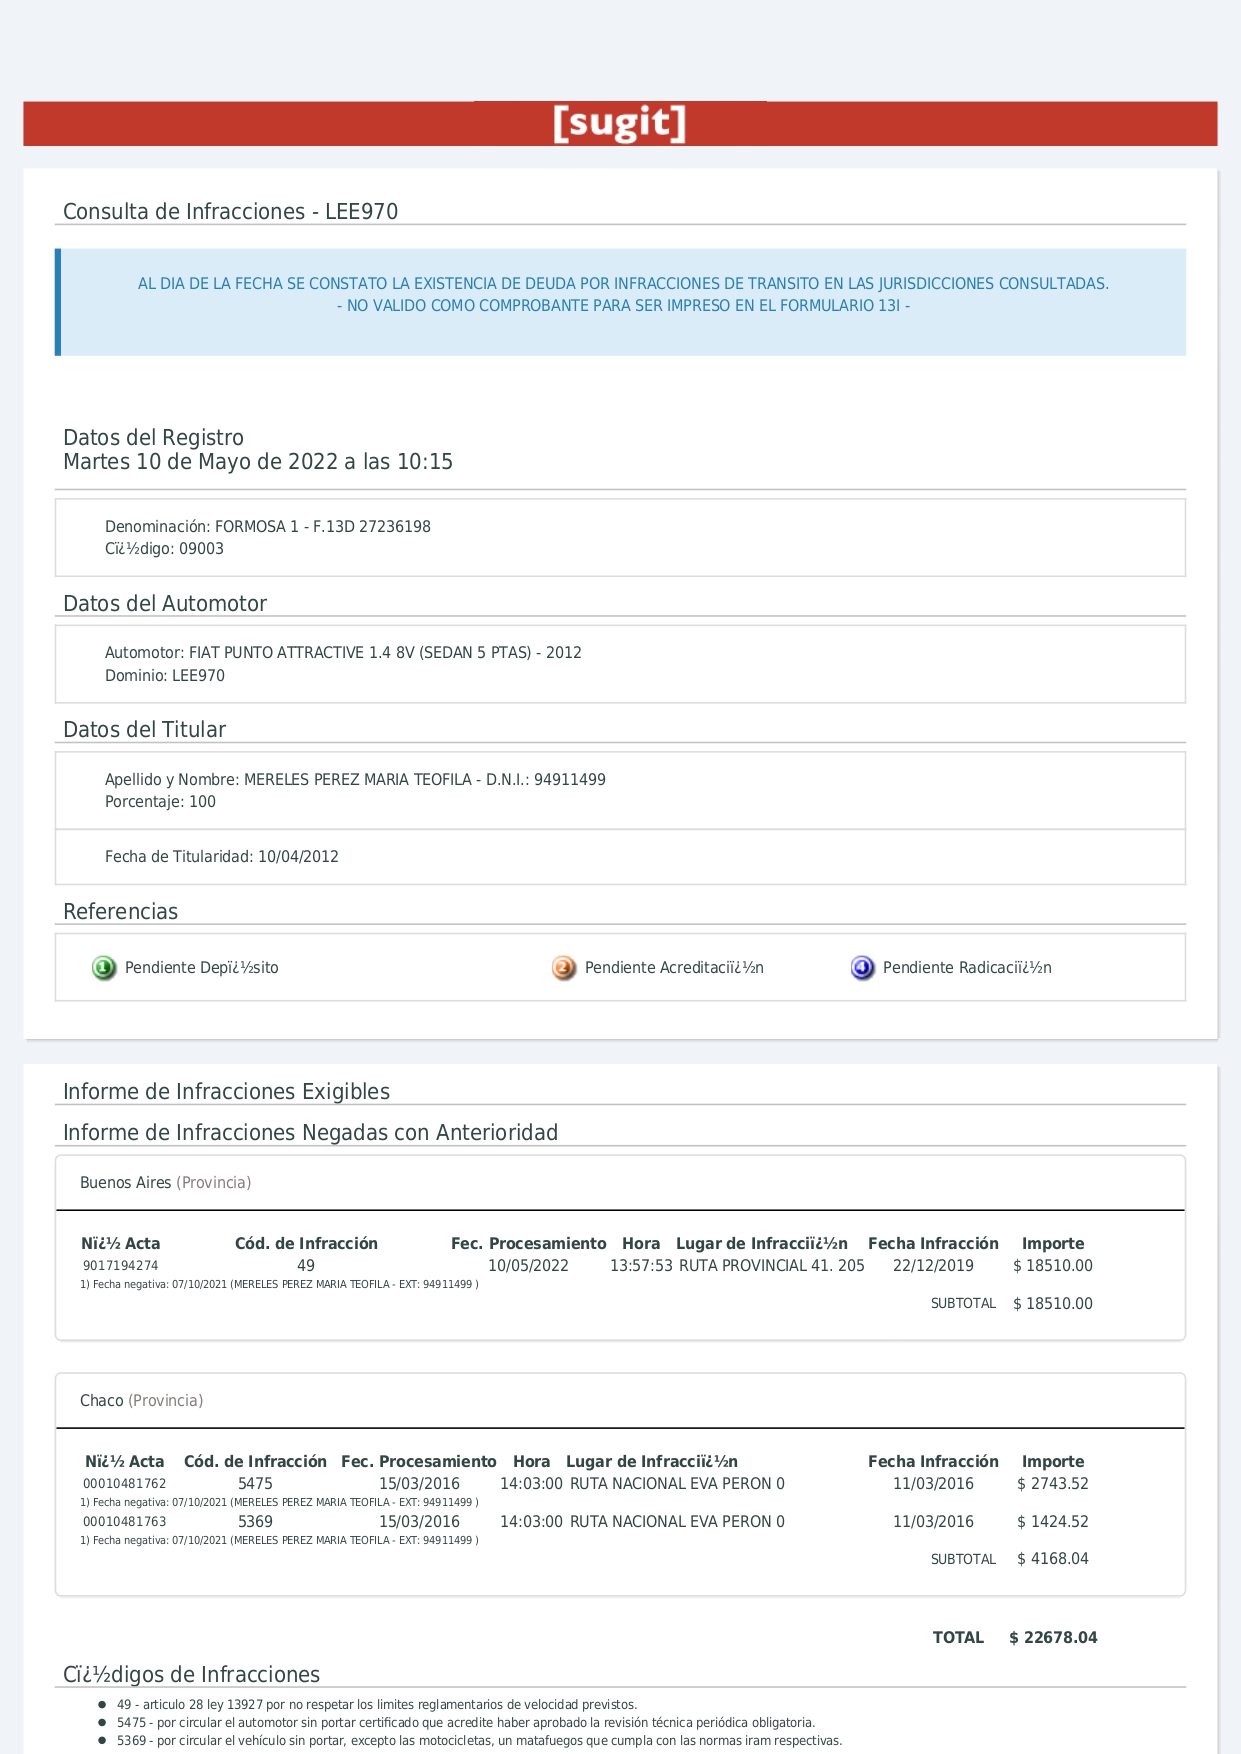 [sugit]
Consulta de Infracciones - LEE970
AL DIA DE LA FECHA SE CONSTATO LA EXISTENCIA DE DEUDA POR INFRACCIONES DE TRANSITO EN LAS JURISDICCIONES CONSULTADAS.
- NO VALIDO COMO COMPROBANTE PARA SER IMPRESO EN EL FORMULARIO 13I -
Datos del Registro
Martes 10 de Mayo de 2022 a las 10:15
Denominación: FORMOSA 1 - F.13D 27236198
Cï¿½digo: 09003
Datos del Automotor
Automotor: FIAT PUNTO ATTRACTIVE 1.4 8V (SEDAN 5 PTAS) - 2012
Dominio: LEE970
Datos del Titular
Apellido y Nombre: MERELES PEREZ MARIA TEOFILA - D.N.I.: 94911499
Porcentaje: 100
Fecha de Titularidad: 10/04/2012
Referencias
1 Pendiente Depï¿½sito 2 Pendiente Acreditaciï¿½n 4 Pendiente Radicaciï¿½n
Informe de Infracciones Exigibles
Informe de Infracciones Negadas con Anterioridad
Buenos Aires (Provincia)
Nï¿½ Acta Cód. de Infracción Fec. Procesamiento Hora Lugar de Infracciï¿½n Fecha Infracción Importe
9017194274 49 10/05/2022 13:57:53 RUTA PROVINCIAL 41. 205 22/12/2019 $ 18510.00
1) Fecha negativa: 07/10/2021 (MERELES PEREZ MARIA TEOFILA - EXT: 94911499 )
SUBTOTAL $ 18510.00
Chaco (Provincia)
Nï¿½ Acta Cód. de Infracción Fec. Procesamiento Hora Lugar de Infracciï¿½n Fecha Infracción Importe
00010481762 5475 15/03/2016 14:03:00 RUTA NACIONAL EVA PERON 0 11/03/2016 $ 2743.52
1) Fecha negativa: 07/10/2021 (MERELES PEREZ MARIA TEOFILA - EXT: 94911499 )
00010481763 5369 15/03/2016 14:03:00 RUTA NACIONAL EVA PERON 0 11/03/2016 $ 1424.52
1) Fecha negativa: 07/10/2021 (MERELES PEREZ MARIA TEOFILA - EXT: 94911499 )
SUBTOTAL $ 4168.04
TOTAL $ 22678.04
Cï¿½digos de Infracciones
● 49 - articulo 28 ley 13927 por no respetar los limites reglamentarios de velocidad previstos.
● 5475 - por circular el automotor sin portar certificado que acredite haber aprobado la revisión técnica periódica obligatoria.
● 5369 - por circular el vehículo sin portar, excepto las motocicletas, un matafuegos que cumpla con las normas iram respectivas.